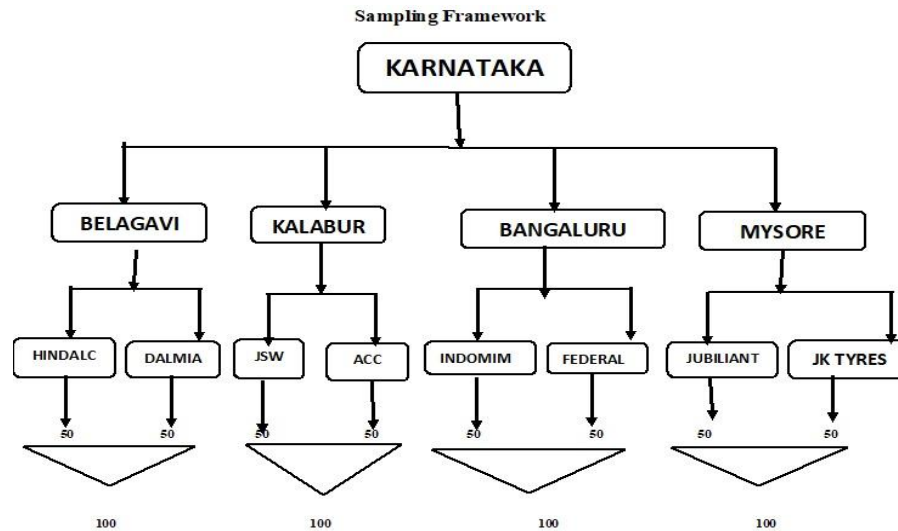 Sampling Framework
KARNATAKA
BELAGAVI
KALABUR
BANGALURU
MYSORE
HINDALC
DALMIA
JSW
ACC
INDOMIM
FEDERAL
JUBILIANT
JK TYRES
50
50
50
50
50
50
50
50
100
100
100
100